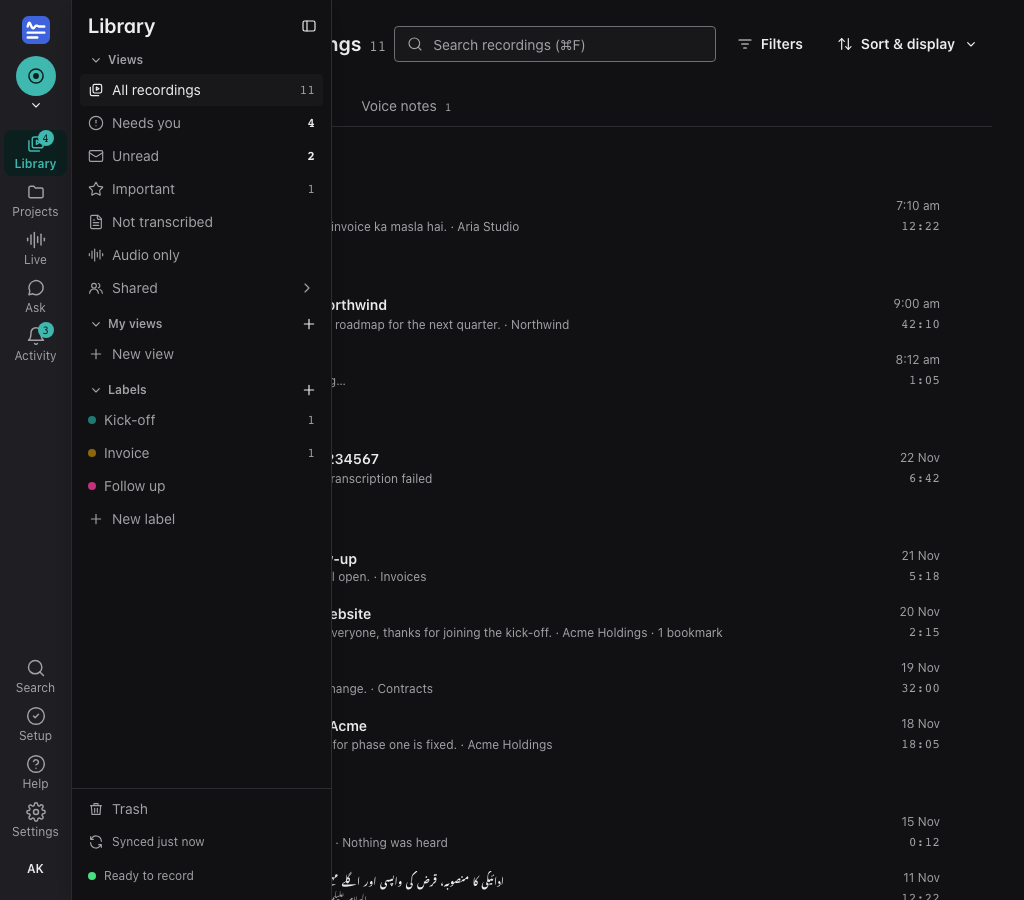 Library
Views
All recordings 11
Needs you 4
Unread 2
Important 1
Not transcribed
Audio only
Shared
My views
New view
Labels
Kick-off 1
Invoice 1
Follow up
New label
Trash
Synced just now
Ready to record
4
Library
Projects
Live
Ask
3
Activity
Search
Setup
Help
Settings
AK
ngs 11
Search recordings (⌘F)
Filters
Sort & display
Voice notes 1
7:10 am
invoice ka masla hai. · Aria Studio 12:22
orthwind 9:00 am
roadmap for the next quarter. · Northwind 42:10
8:12 am
g... 1:05
234567 22 Nov
ranscription failed 6:42
-up 21 Nov
l open. · Invoices 5:18
ebsite 20 Nov
veryone, thanks for joining the kick-off. · Acme Holdings · 1 bookmark 2:15
19 Nov
hange. · Contracts 32:00
Acme 18 Nov
for phase one is fixed. · Acme Holdings 18:05
15 Nov
· Nothing was heard 0:12
ادائیگی کا منصوبہ، قرض کی واپسی اور اگلے 11 Nov
12:22